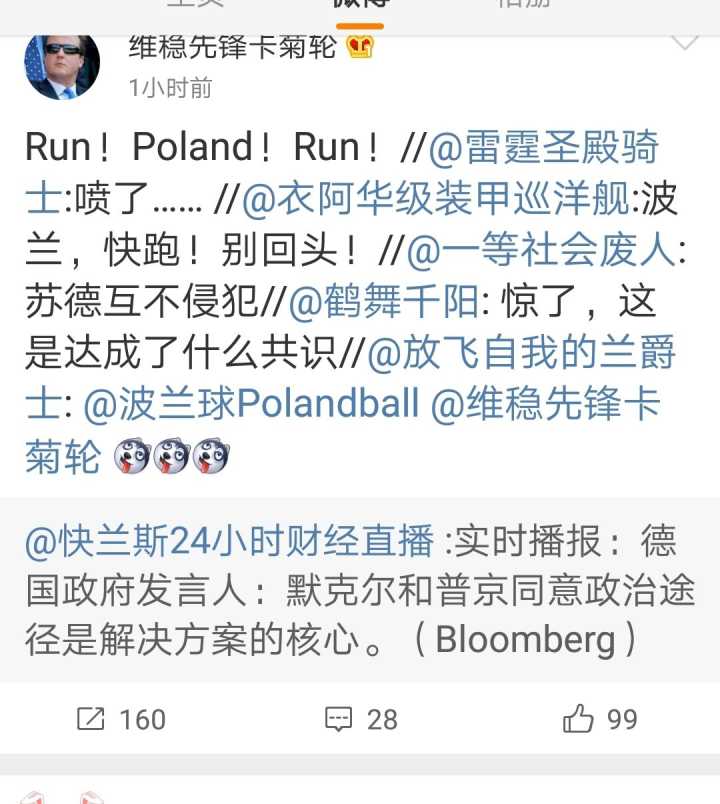 主页 微博 相册
维稳先锋卡菊轮
1小时前
Run！Poland！Run！//@雷霆圣殿骑
士:喷了…… //@衣阿华级装甲巡洋舰:波
兰，快跑！别回头！//@一等社会废人:
苏德互不侵犯//@鹤舞千阳: 惊了，这
是达成了什么共识//@放飞自我的兰爵
士: @波兰球Polandball @维稳先锋卡
菊轮
@快兰斯24小时财经直播 :实时播报：德
国政府发言人：默克尔和普京同意政治途
径是解决方案的核心。（Bloomberg）
160 28 99